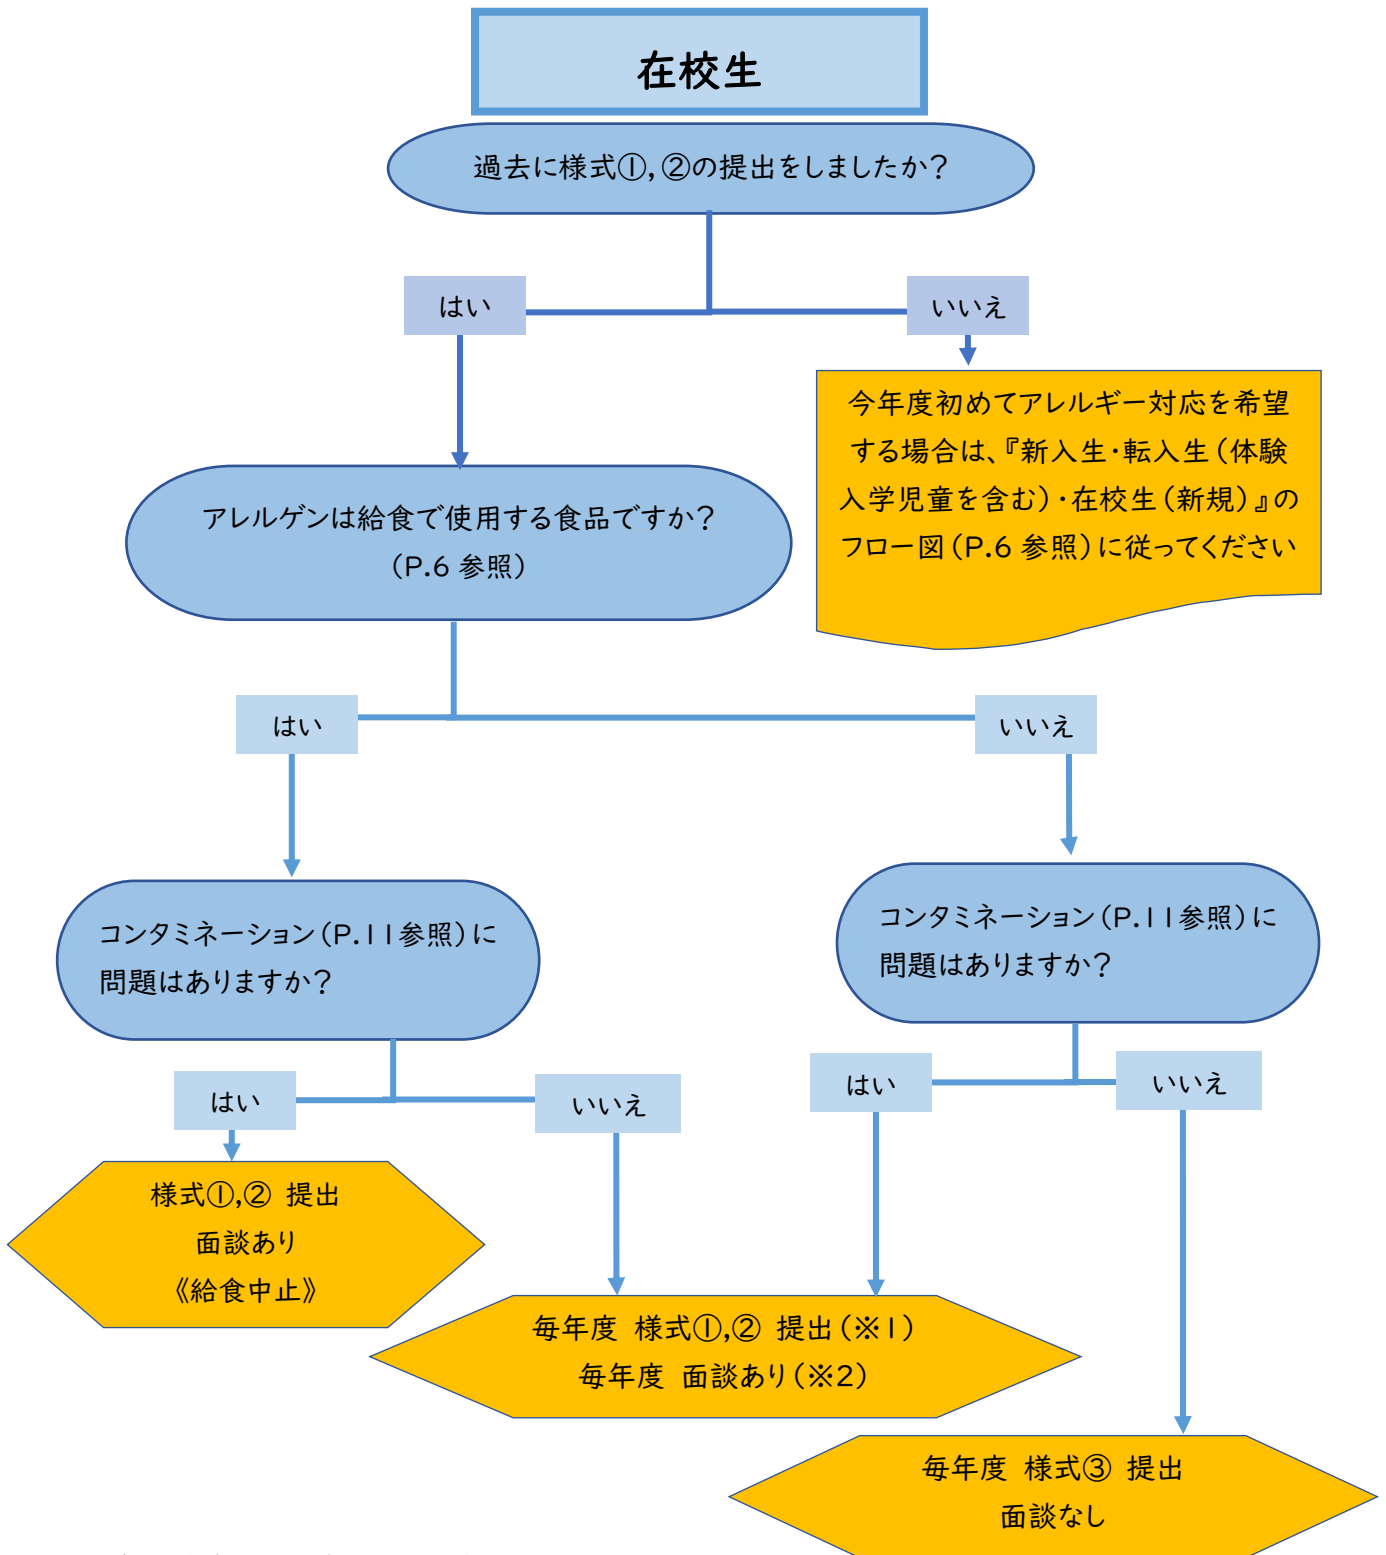 在校生
過去に様式①,②の提出をしましたか?
はい
いいえ
今年度初めてアレルギー対応を希望
する場合は、『新入生・転入生(体験
入学児童を含む)・在校生(新規)』の
フロー図(P.6 参照)に従ってください
アレルゲンは給食で使用する食品ですか?
(P.6 参照)
はい
いいえ
コンタミネーション(P.11参照)に
問題はありますか?
コンタミネーション(P.11参照)に
問題はありますか?
はい
いいえ
はい
いいえ
様式①,② 提出
面談あり
《給食中止》
毎年度 様式①,② 提出(※1)
毎年度 面談あり(※2)
毎年度 様式③ 提出
面談なし